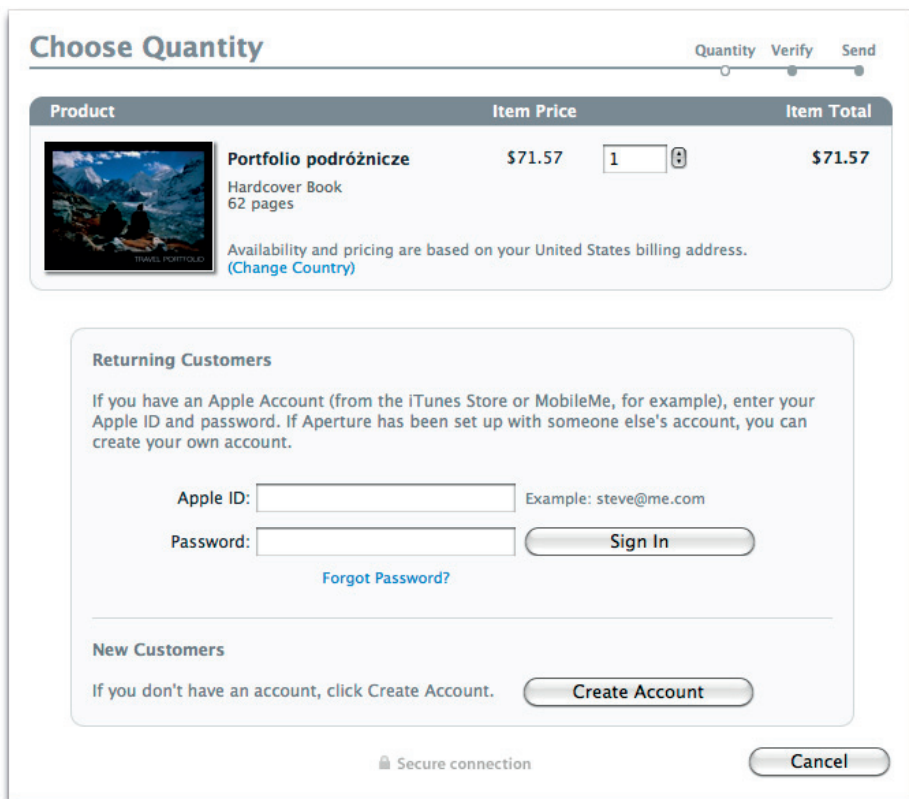 Choose Quantity
Quantity Verify Send
Product Item Price Item Total
Portfolio podróżnicze $71.57 1 $71.57
Hardcover Book
62 pages
TRAVEL PORTFOLIO
Availability and pricing are based on your United States billing address.
(Change Country)
Returning Customers
If you have an Apple Account (from the iTunes Store or MobileMe, for example), enter your
Apple ID and password. If Aperture has been set up with someone else's account, you can
create your own account.
Apple ID: Example: steve@me.com
Password: Sign In
Forgot Password?
New Customers
If you don't have an account, click Create Account. Create Account
Secure connection Cancel